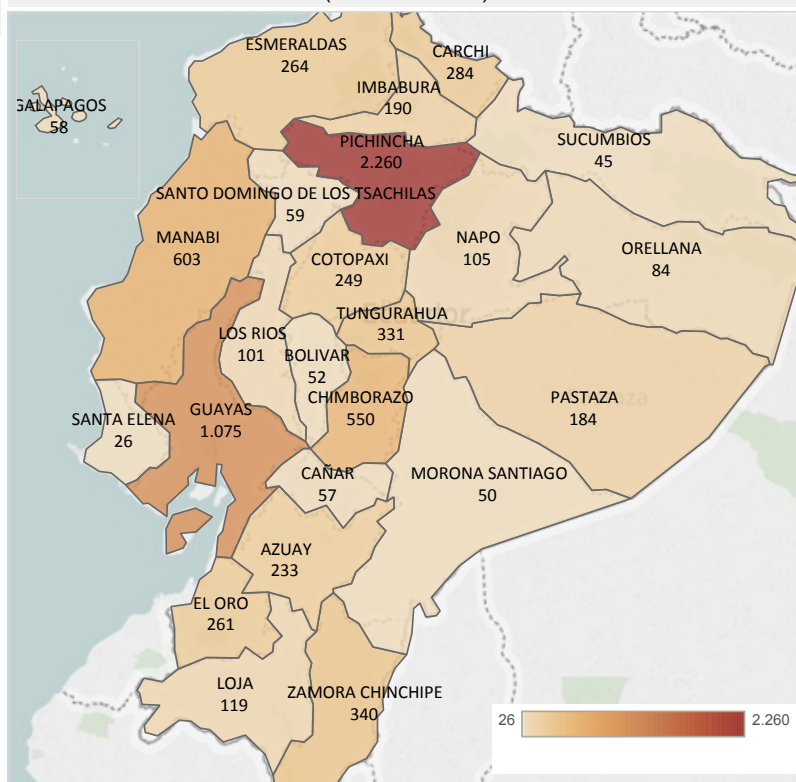 ESMERALDAS
264
CARCHI
284
IMBABURA
190
GALAPAGOS
58
PICHINCHA
2.260
SUCUMBIOS
45
SANTO DOMINGO DE LOS TSACHILAS
59
MANABI
603
COTOPAXI
249
NAPO
105
ORELLANA
84
TUNGURAHUA
331
LOS RIOS
101
BOLIVAR
52
CHIMBORAZO
550
PASTAZA
184
SANTA ELENA
26
GUAYAS
1.075
CAÑAR
57
MORONA SANTIAGO
50
AZUAY
233
EL ORO
261
LOJA
119
ZAMORA CHINCHIPE
340
26
2.260